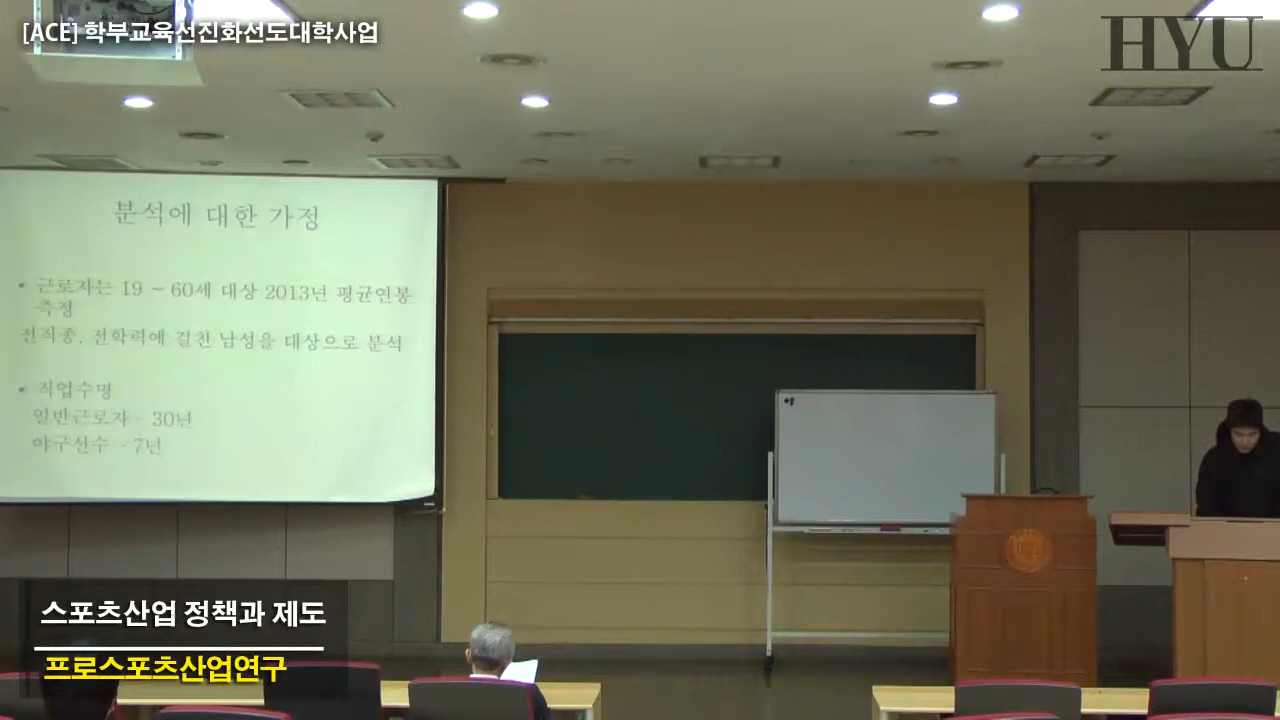 [ACE] 학부교육선진화선도대학사업
HYU
분석에 대한 가정
• 근로자는 19 ~ 60세 대상 2013년 평균연봉
측정
전직종, 전학력에 걸친 남성을 대상으로 분석
• 직업수명
일반근로자 - 30년
야구선수 - 7년
스포츠산업 정책과 제도
프로스포츠산업연구